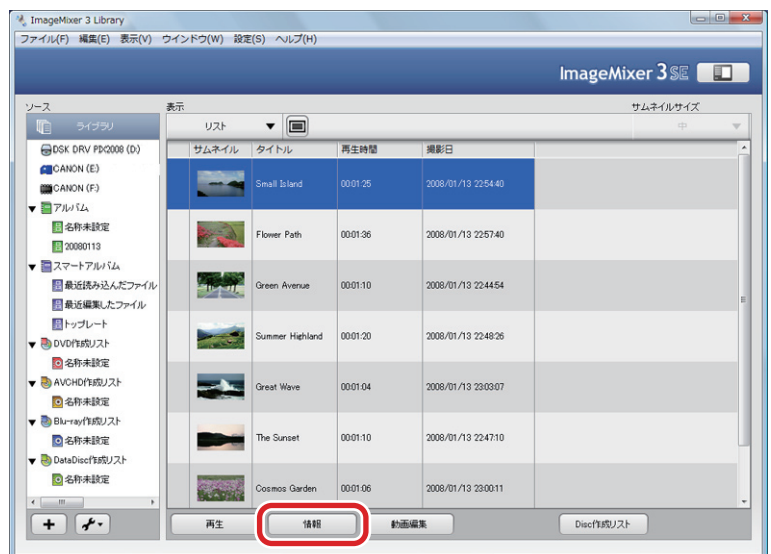 ImageMixer 3 Library
ファイル(F) 編集(E) 表示(V) ウインドウ(W) 設定(S) ヘルプ(H)
ImageMixer 3 SE
ソース
表示
サムネイルサイズ
ライブラリ
リスト
中
サムネイル タイトル 再生時間 撮影日
DSK DRV PDC2008 (D:)
CANON (E:)
CANON (F:)
アルバム
名称未設定
20080113
スマートアルバム
最近読み込んだファイル
最近編集したファイル
トップレート
DVD作成リスト
名称未設定
AVCHD作成リスト
名称未設定
Blu-ray作成リスト
名称未設定
DataDisc作成リスト
名称未設定
Small Island 00:01:25 2008/01/13 22:54:40
Flower Path 00:01:36 2008/01/13 22:57:40
Green Avenue 00:01:10 2008/01/13 22:44:54
Summer Highland 00:01:20 2008/01/13 22:48:26
Great Wave 00:01:04 2008/01/13 23:03:07
The Sunset 00:01:10 2008/01/13 22:47:10
Cosmos Garden 00:01:06 2008/01/13 23:00:11
再生
情報
動画編集
Disc作成リスト